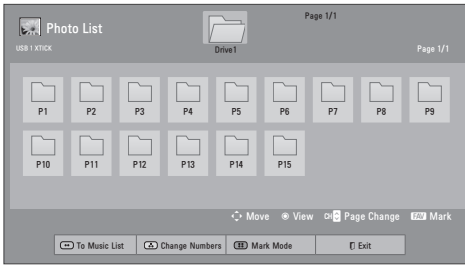 Page 1/1
Photo List
USB 1 XTICK
Drive1
Page 1/1
P1 P2 P3 P4 P5 P6 P7 P8 P9
P10 P11 P12 P13 P14 P15
Move View CH Page Change FAV Mark
To Music List Change Numbers Mark Mode Exit